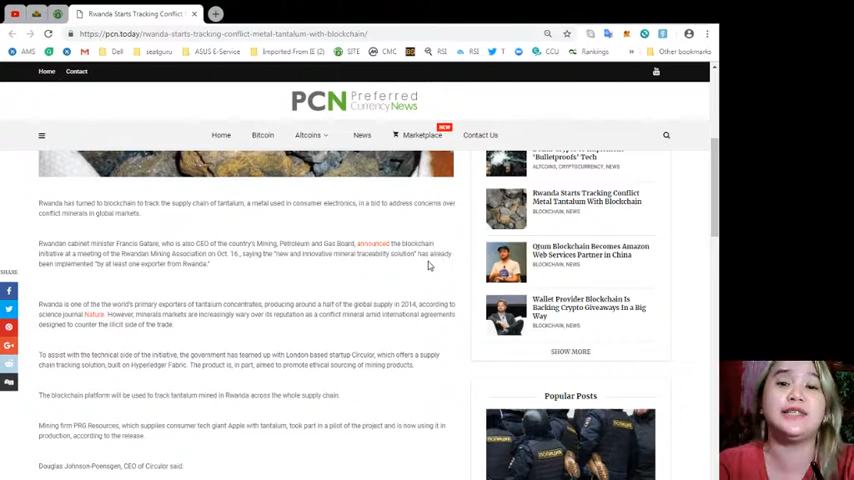 Rwanda Starts Tracking Conflict
https://pcn.today/rwanda-starts-tracking-conflict-metal-tantalum-with-blockchain/
AMS
Dell
seatguru
ASUS E-Service
Imported From IE (2)
SITE
CMC
RSI
RSI
T
CCU
Rankings
»
Other bookmarks
Home
Contact
PCN Preferred
Currency News
Home
Bitcoin
Altcoins
News
Marketplace
NEW
Contact Us
'Bulletproofs' Tech
ALTCOINS, CRYPTOCURRENCY, NEWS
Rwanda has turned to blockchain to track the supply chain of tantalum, a metal used in consumer electronics, in a bid to address concerns over
conflict minerals in global markets.
Rwanda Starts Tracking Conflict
Metal Tantalum With Blockchain
BLOCKCHAIN, NEWS
Rwandan cabinet minister Francis Gatare, who is also CEO of the country's Mining, Petroleum and Gas Board, announced the blockchain
initiative at a meeting of the Rwandan Mining Association on Oct. 16., saying the "new and innovative mineral traceability solution" has already
been implemented "by at least one exporter from Rwanda."
Qtum Blockchain Becomes Amazon
Web Services Partner in China
BLOCKCHAIN, NEWS
SHARE
Rwanda is one of the the world's primary exporters of tantalum concentrates, producing around a half of the global supply in 2014, according to
science journal Nature. However, minerals markets are increasingly wary over its reputation as a conflict mineral amid international agreements
designed to counter the illicit side of the trade.
Wallet Provider Blockchain Is
Backing Crypto Giveaways In a Big
Way
BLOCKCHAIN, NEWS
To assist with the technical side of the initiative, the government has teamed up with London-based startup Circulor, which offers a supply
chain tracking solution, built on Hyperledger Fabric. The product is, in part, aimed to promote ethical sourcing of mining products.
SHOW MORE
The blockchain platform will be used to track tantalum mined in Rwanda across the whole supply chain.
Popular Posts
Mining firm PRG Resources, which supplies consumer tech giant Apple with tantalum, took part in a pilot of the project and is now using it in
production, according to the release.
Douglas Johnson-Poensgen, CEO of Circulor said:
ПОЛИЦИЯ